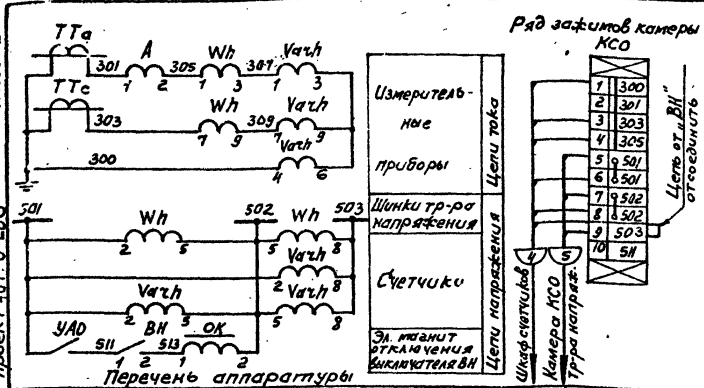 Ряд зажимов камеры
КСО
ТТа
301
А
305
Wh
307
Varh
1 2
1 3
1 3
ТТс
303
Wh
309
Varh
7 9
7 9
300
Varh
4 6
Измеритель-
ные
приборы
Цепи тока
501
502
503
Wh
2 5
Wh
5 8
Varh
2 8
Varh
2 5
Varh
5 8
УАО
511
ВН
1 2
513
ОК
1 2
Шинки тр-ра
напряжения
Счетчики
Эл. магнит
отключения
выключателя ВН
Цепи напряжения
1 300
2 301
3 303
4 305
5 501
6 501
7 502
8 502
9 503
10 511
Цепь от „ВН"
отсоединить
4
5
Шкаф счетчиков
Камера КСО
тр-ра напряж.
Перечень аппаратуры